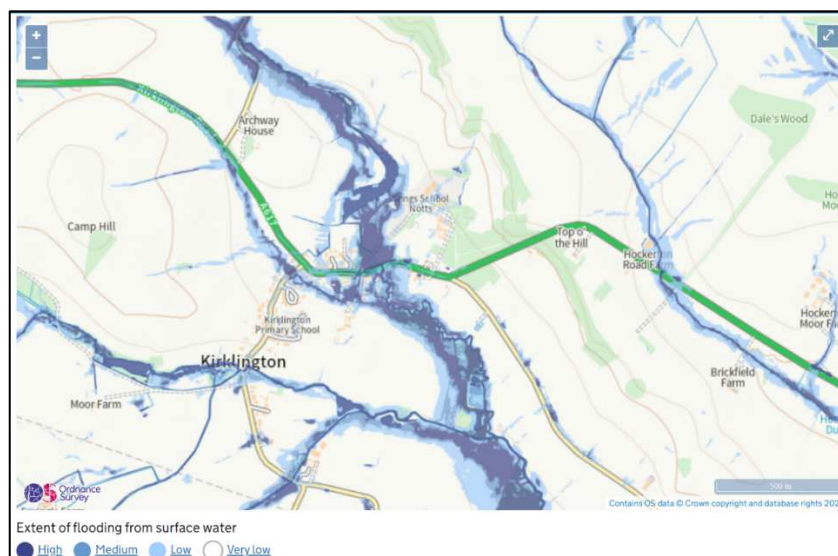 +
−
Archway
House
Dale's Wood
A617
Camp Hill
School
Notts
Top o'
the Hill
Hockerton
Road Farm
Kirklington
Primary School
Kirklington
Moor Farm
Brickfield
Farm
Ordnance
Survey
500 m
Contains OS data © Crown copyright and database rights 202
Extent of flooding from surface water
High Medium Low Very low